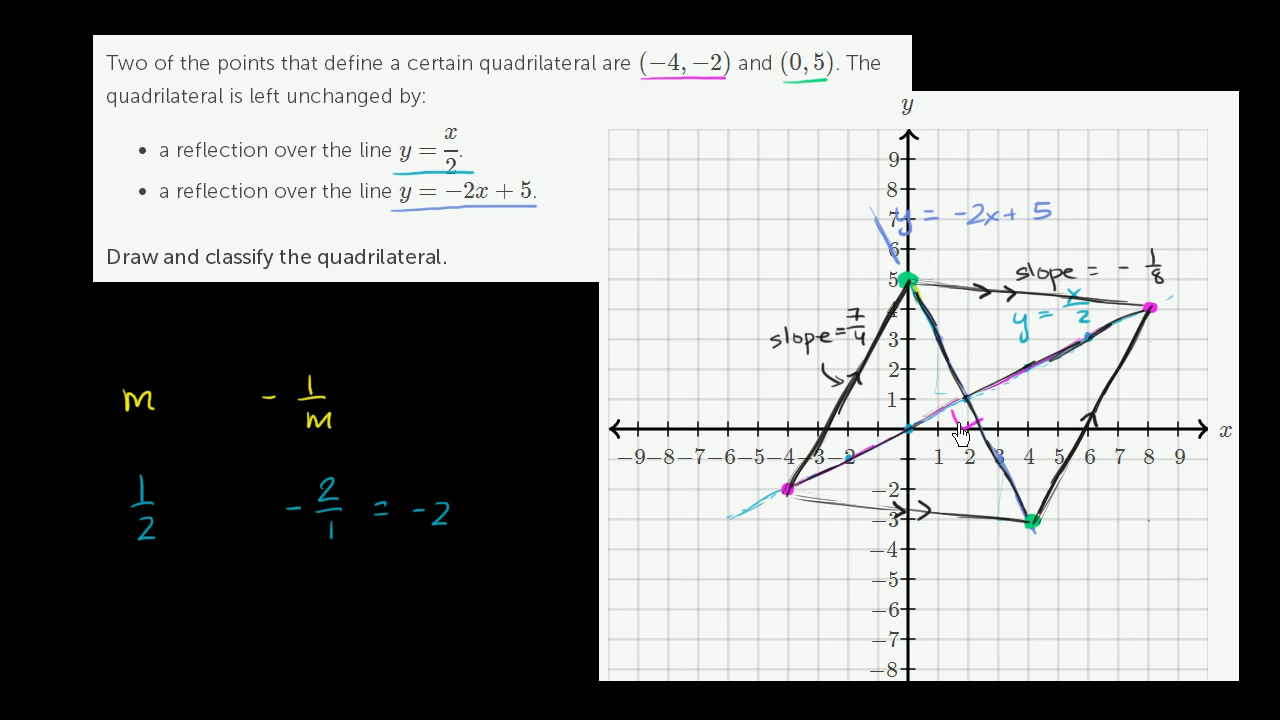 Two of the points that define a certain quadrilateral are (−4, −2) and (0, 5). The
quadrilateral is left unchanged by:
• a reflection over the line y = x/2.
• a reflection over the line y = −2x + 5.
Draw and classify the quadrilateral.
m - 1/m
1/2 - 2/1 = -2
y
9
8
7
y = -2x + 5
6
slope = - 1/8
5
y = x/2
4
slope = 7/4
3
2
1
x
−9 −8 −7 −6 −5 −4 −3 −2 1 2 3 4 5 6 7 8 9
−2
−3
−4
−5
−6
−7
−8